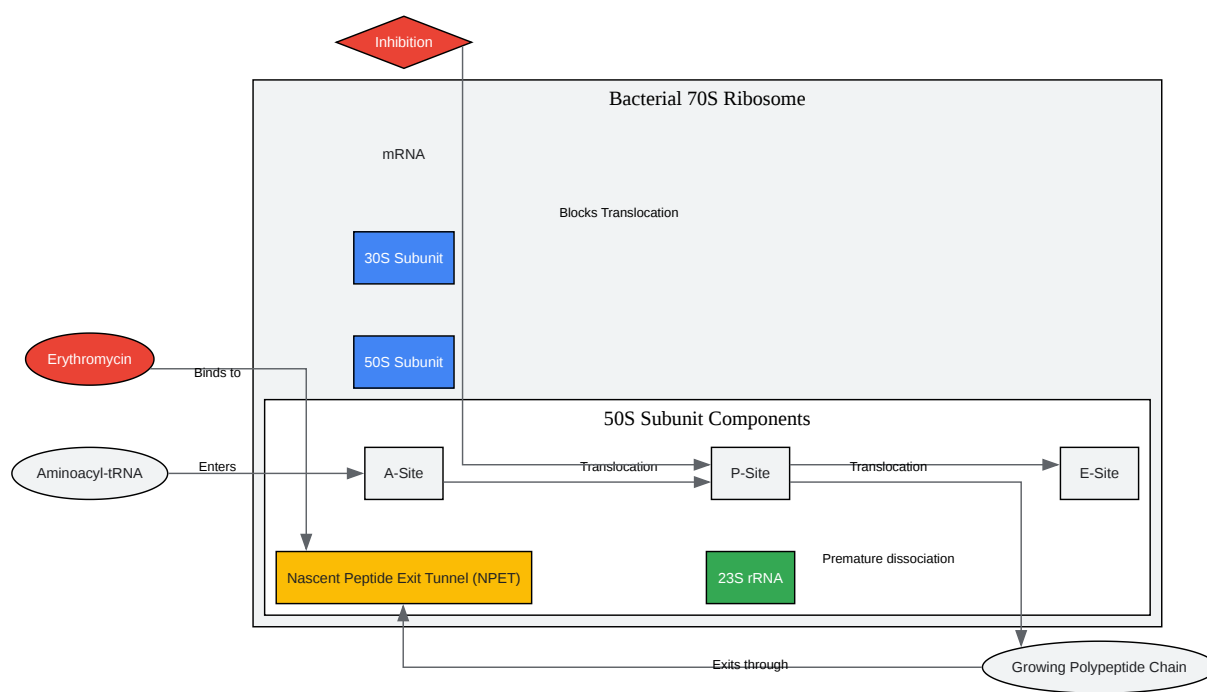 Inhibition
Bacterial 70S Ribosome
mRNA
Blocks Translocation
30S Subunit
Erythromycin
50S Subunit
Binds to
50S Subunit Components
Aminoacyl-tRNA
Enters
A-Site
Translocation
P-Site
Translocation
E-Site
Premature dissociation
Nascent Peptide Exit Tunnel (NPET)
23S rRNA
Exits through
Growing Polypeptide Chain